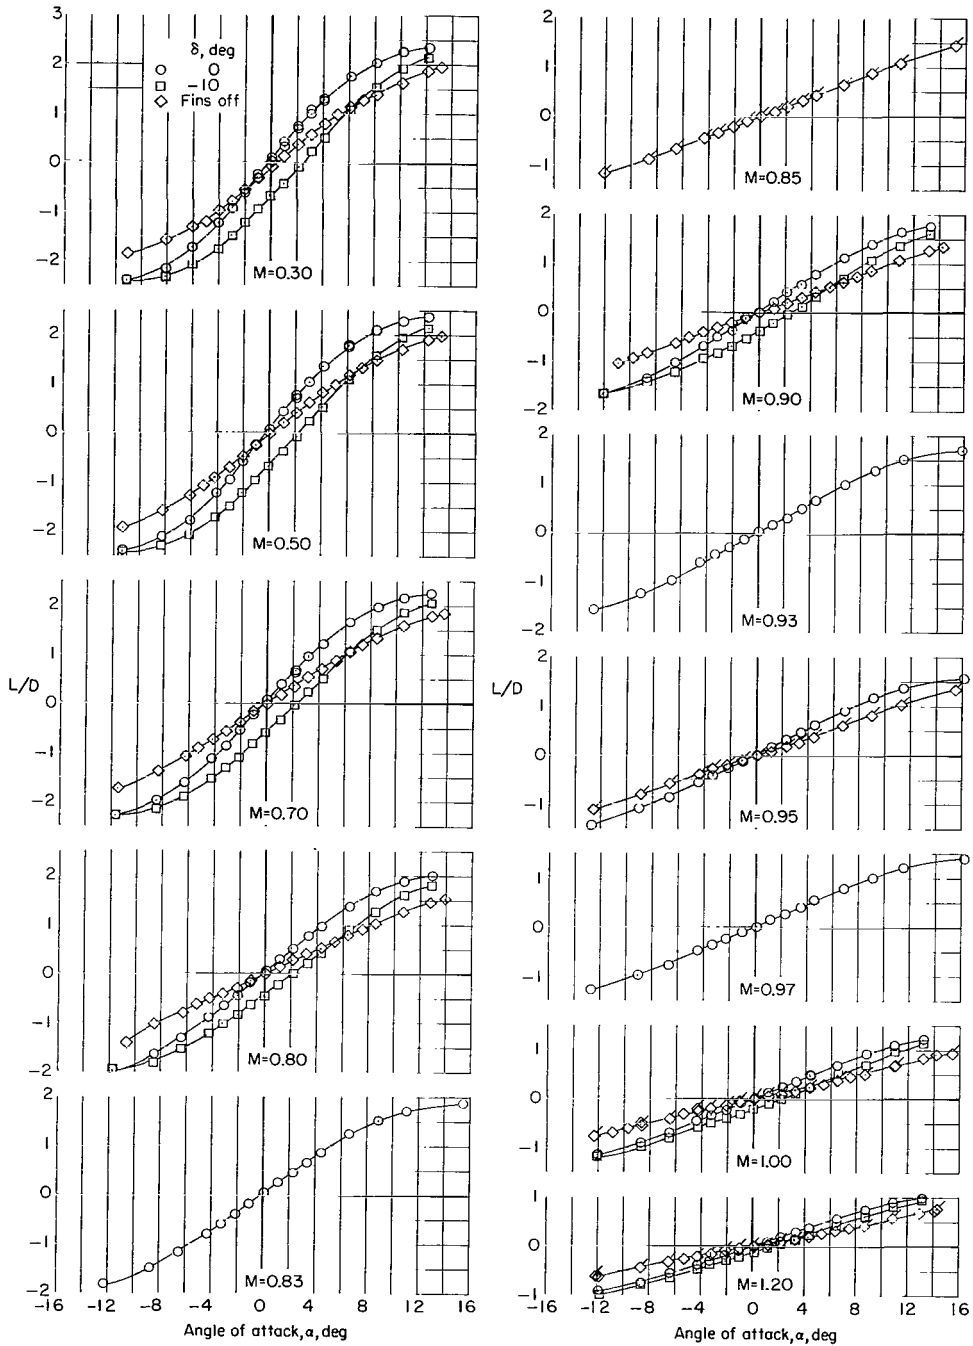 3
2
1
0
-1
-2
δ, deg
0
-10
Fins off
M=0.30
2
1
0
-1
-2
M=0.50
2
1
L/D
0
-1
-2
M=0.70
2
1
0
-1
-2
M=0.80
2
1
0
-1
-2
M=0.83
-16 -12 -8 -4 0 4 8 12 16
Angle of attack, α, deg
2
1
0
-1
M=0.85
2
1
0
-1
-2
M=0.90
2
1
0
-1
-2
M=0.93
2
1
L/D
0
-1
M=0.95
1
0
-1
M=0.97
1
0
-1
M=1.00
1
0
-1
M=1.20
-16 -12 -8 -4 0 4 8 12 16
Angle of attack, α, deg